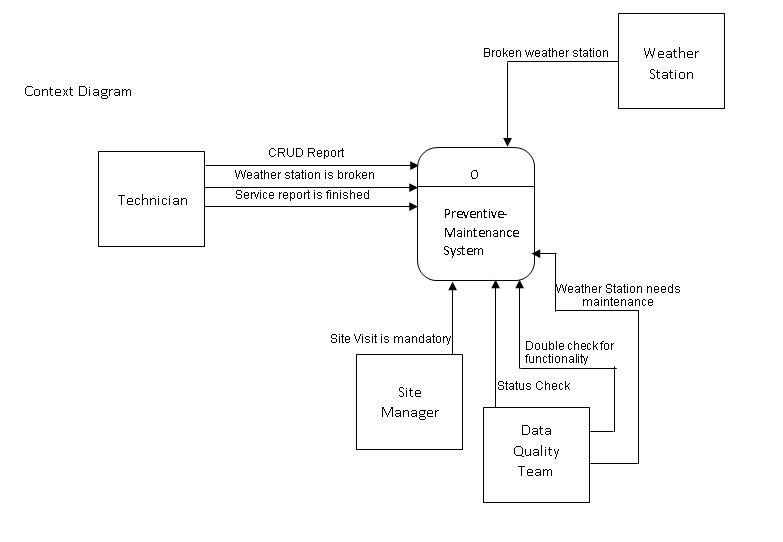 Broken weather station
Weather
Station
Context Diagram
CRUD Report
Weather station is broken
Service report is finished
Technician
O
Preventive-
Maintenance
System
Weather Station needs
maintenance
Site Visit is mandatory
Double check for
functionality
Status Check
Site
Manager
Data
Quality
Team